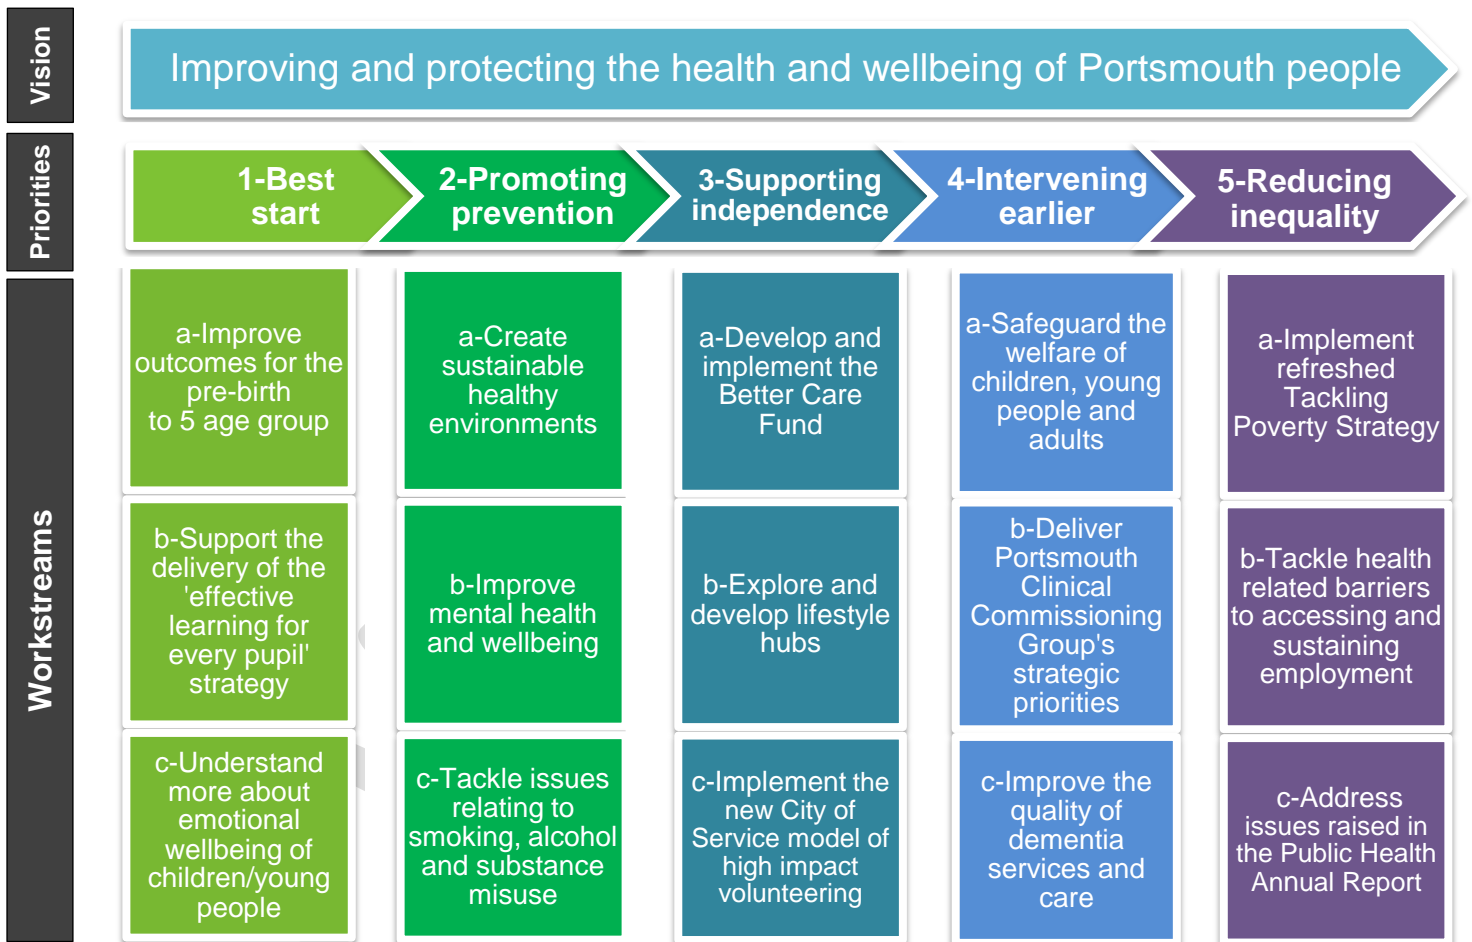 Vision
Improving and protecting the health and wellbeing of Portsmouth people
Priorities
1-Best
start
2-Promoting
prevention
3-Supporting
independence
4-Intervening
earlier
5-Reducing
inequality
Workstreams
a-Improve
outcomes for the
pre-birth
to 5 age group
a-Create
sustainable
healthy
environments
a-Develop and
implement the
Better Care
Fund
a-Safeguard the
welfare of
children, young
people and
adults
a-Implement
refreshed
Tackling
Poverty Strategy
b-Support the
delivery of the
'effective
learning for
every pupil'
strategy
b-Improve
mental health
and wellbeing
b-Explore and
develop lifestyle
hubs
b-Deliver
Portsmouth
Clinical
Commissioning
Group's
strategic
priorities
b-Tackle health
related barriers
to accessing and
sustaining
employment
c-Understand
more about
emotional
wellbeing of
children/young
people
c-Tackle issues
relating to
smoking, alcohol
and substance
misuse
c-Implement the
new City of
Service model of
high impact
volunteering
c-Improve the
quality of
dementia
services and
care
c-Address
issues raised in
the Public Health
Annual Report